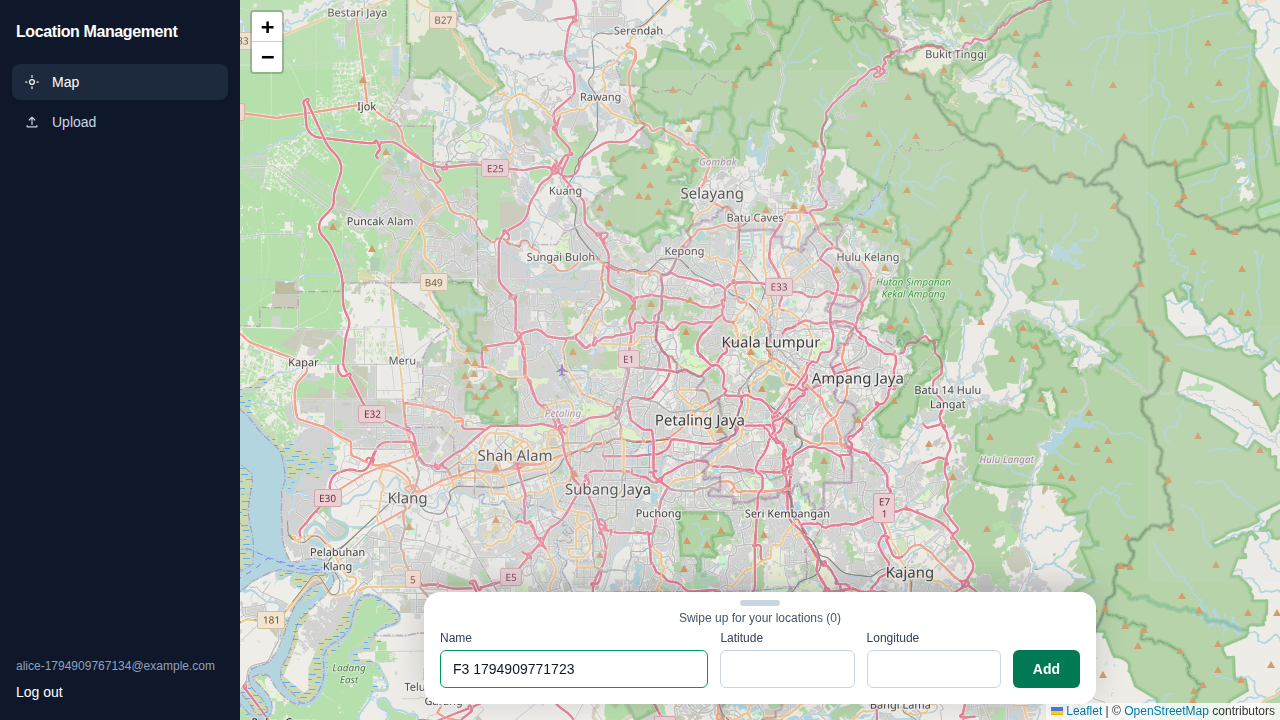 Location Management
Map
Upload
alice-1794909767134@example.com
Log out
+
−
Bestari Jaya
B27
Serendah
Bukit Tinggi
33
Ijok
Rawang
E25
Gombak
Kuang
Selayang
Puncak Alam
Batu Caves
Sungai Buloh
Kepong
Hulu Kelang
B49
E33
Hutan Simpanan
Kekal Ampang
Kuala Lumpur
Kapar
Meru
E1
Ampang Jaya
Batu 14 Hulu
Langat
E32
Petaling
Petaling Jaya
Shah Alam
Hulu Langat
Klang
E30
Subang Jaya
E7
1
Puchong
Seri Kembangan
Pelabuhan
Klang
5
E5
Kajang
181
Ladang
East
Swipe up for your locations (0)
Name
Latitude
Longitude
F3 1794909771723
Add
Bangi Lama
Leaflet | © OpenStreetMap contributors